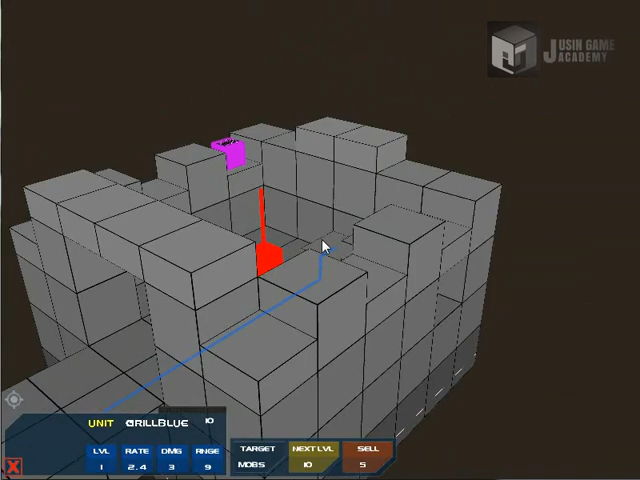 JUSIN GAME
ACADEMY
UNIT GRILLBLUE 10
LVL RATE DMG RNGE
1 2.4 3 9
TARGET NEXT LVL SELL
MOBS 10 5